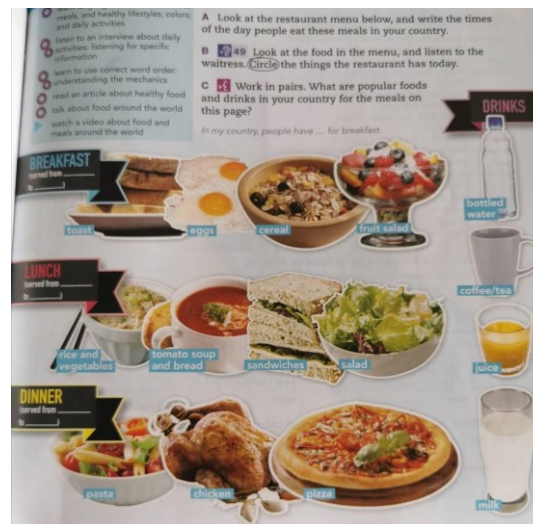 meals, and healthy lifestyles; colors;
and daily activities
listen to an interview about daily
activities: listening for specific
information
learn to use correct word order:
understanding the mechanics
read an article about healthy food
talk about food around the world
watch a video about food and
meals around the world
A Look at the restaurant menu below, and write the times
of the day people eat these meals in your country.
B 49 Look at the food in the menu, and listen to the
waitress. Circle the things the restaurant has today.
C Work in pairs. What are popular foods
and drinks in your country for the meals on
this page?
In my country, people have ... for breakfast.
DRINKS
BREAKFAST
(served from ______
to ______)
toast
eggs
cereal
fruit salad
bottled
water
LUNCH
(served from ______
to ______)
coffee/tea
rice and
vegetables
tomato soup
and bread
sandwiches
salad
juice
DINNER
(served from ______
to ______)
pasta
chicken
pizza
milk